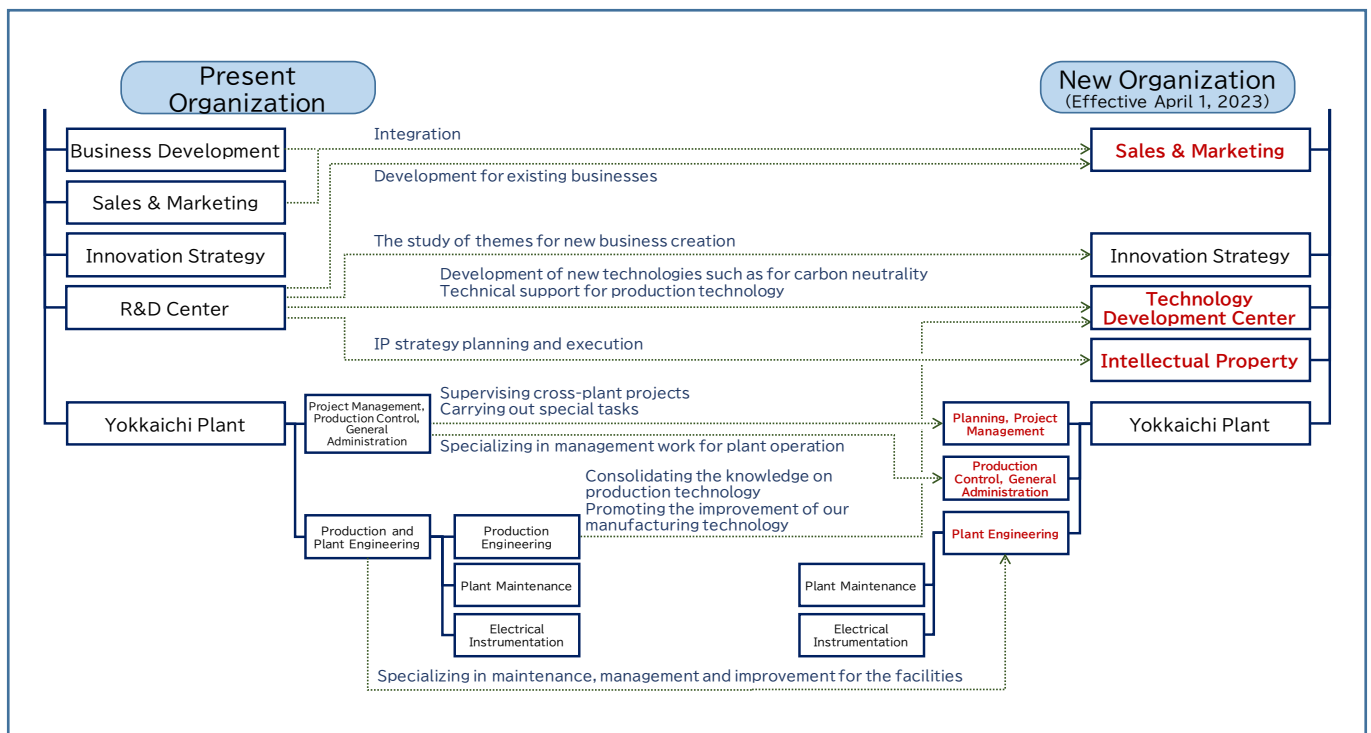 Present
Organization
New Organization
(Effective April 1, 2023)
Business Development
Sales & Marketing
Innovation Strategy
R&D Center
Yokkaichi Plant
Project Management,
Production Control,
General
Administration
Production and
Plant Engineering
Production
Engineering
Plant Maintenance
Electrical
Instrumentation
Integration
Development for existing businesses
The study of themes for new business creation
Development of new technologies such as for carbon neutrality
Technical support for production technology
IP strategy planning and execution
Supervising cross-plant projects
Carrying out special tasks
Specializing in management work for plant operation
Consolidating the knowledge on
production technology
Promoting the improvement of our
manufacturing technology
Specializing in maintenance, management and improvement for the facilities
Sales & Marketing
Innovation Strategy
Technology
Development Center
Intellectual Property
Yokkaichi Plant
Planning, Project
Management
Production
Control, General
Administration
Plant Engineering
Plant Maintenance
Electrical
Instrumentation